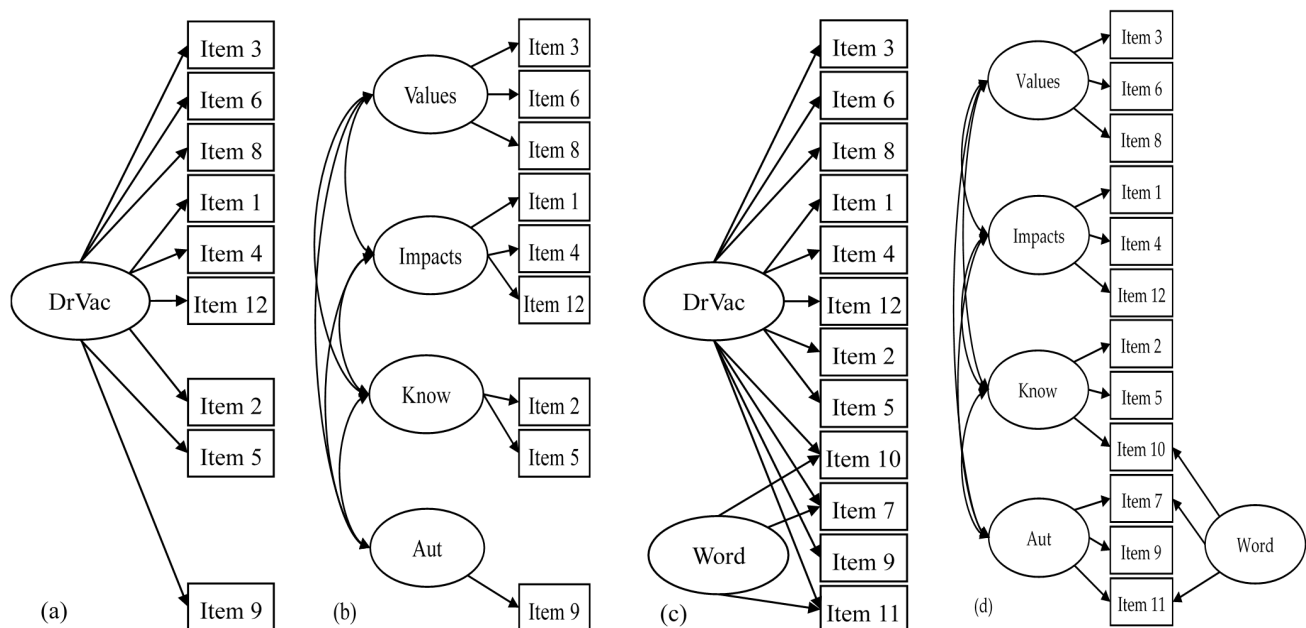 Item 3
Item 6
Item 8
Item 1
Item 4
Item 12
DrVac
Item 2
Item 5
Item 9
(a)
Values
Item 3
Item 6
Item 8
Impacts
Item 1
Item 4
Item 12
Know
Item 2
Item 5
Aut
Item 9
(b)
Item 3
Item 6
Item 8
Item 1
Item 4
DrVac
Item 12
Item 2
Item 5
Item 10
Item 7
Word
Item 9
Item 11
(c)
Values
Item 3
Item 6
Item 8
Impacts
Item 1
Item 4
Item 12
Know
Item 2
Item 5
Item 10
Aut
Item 7
Item 9
Item 11
Word
(d)